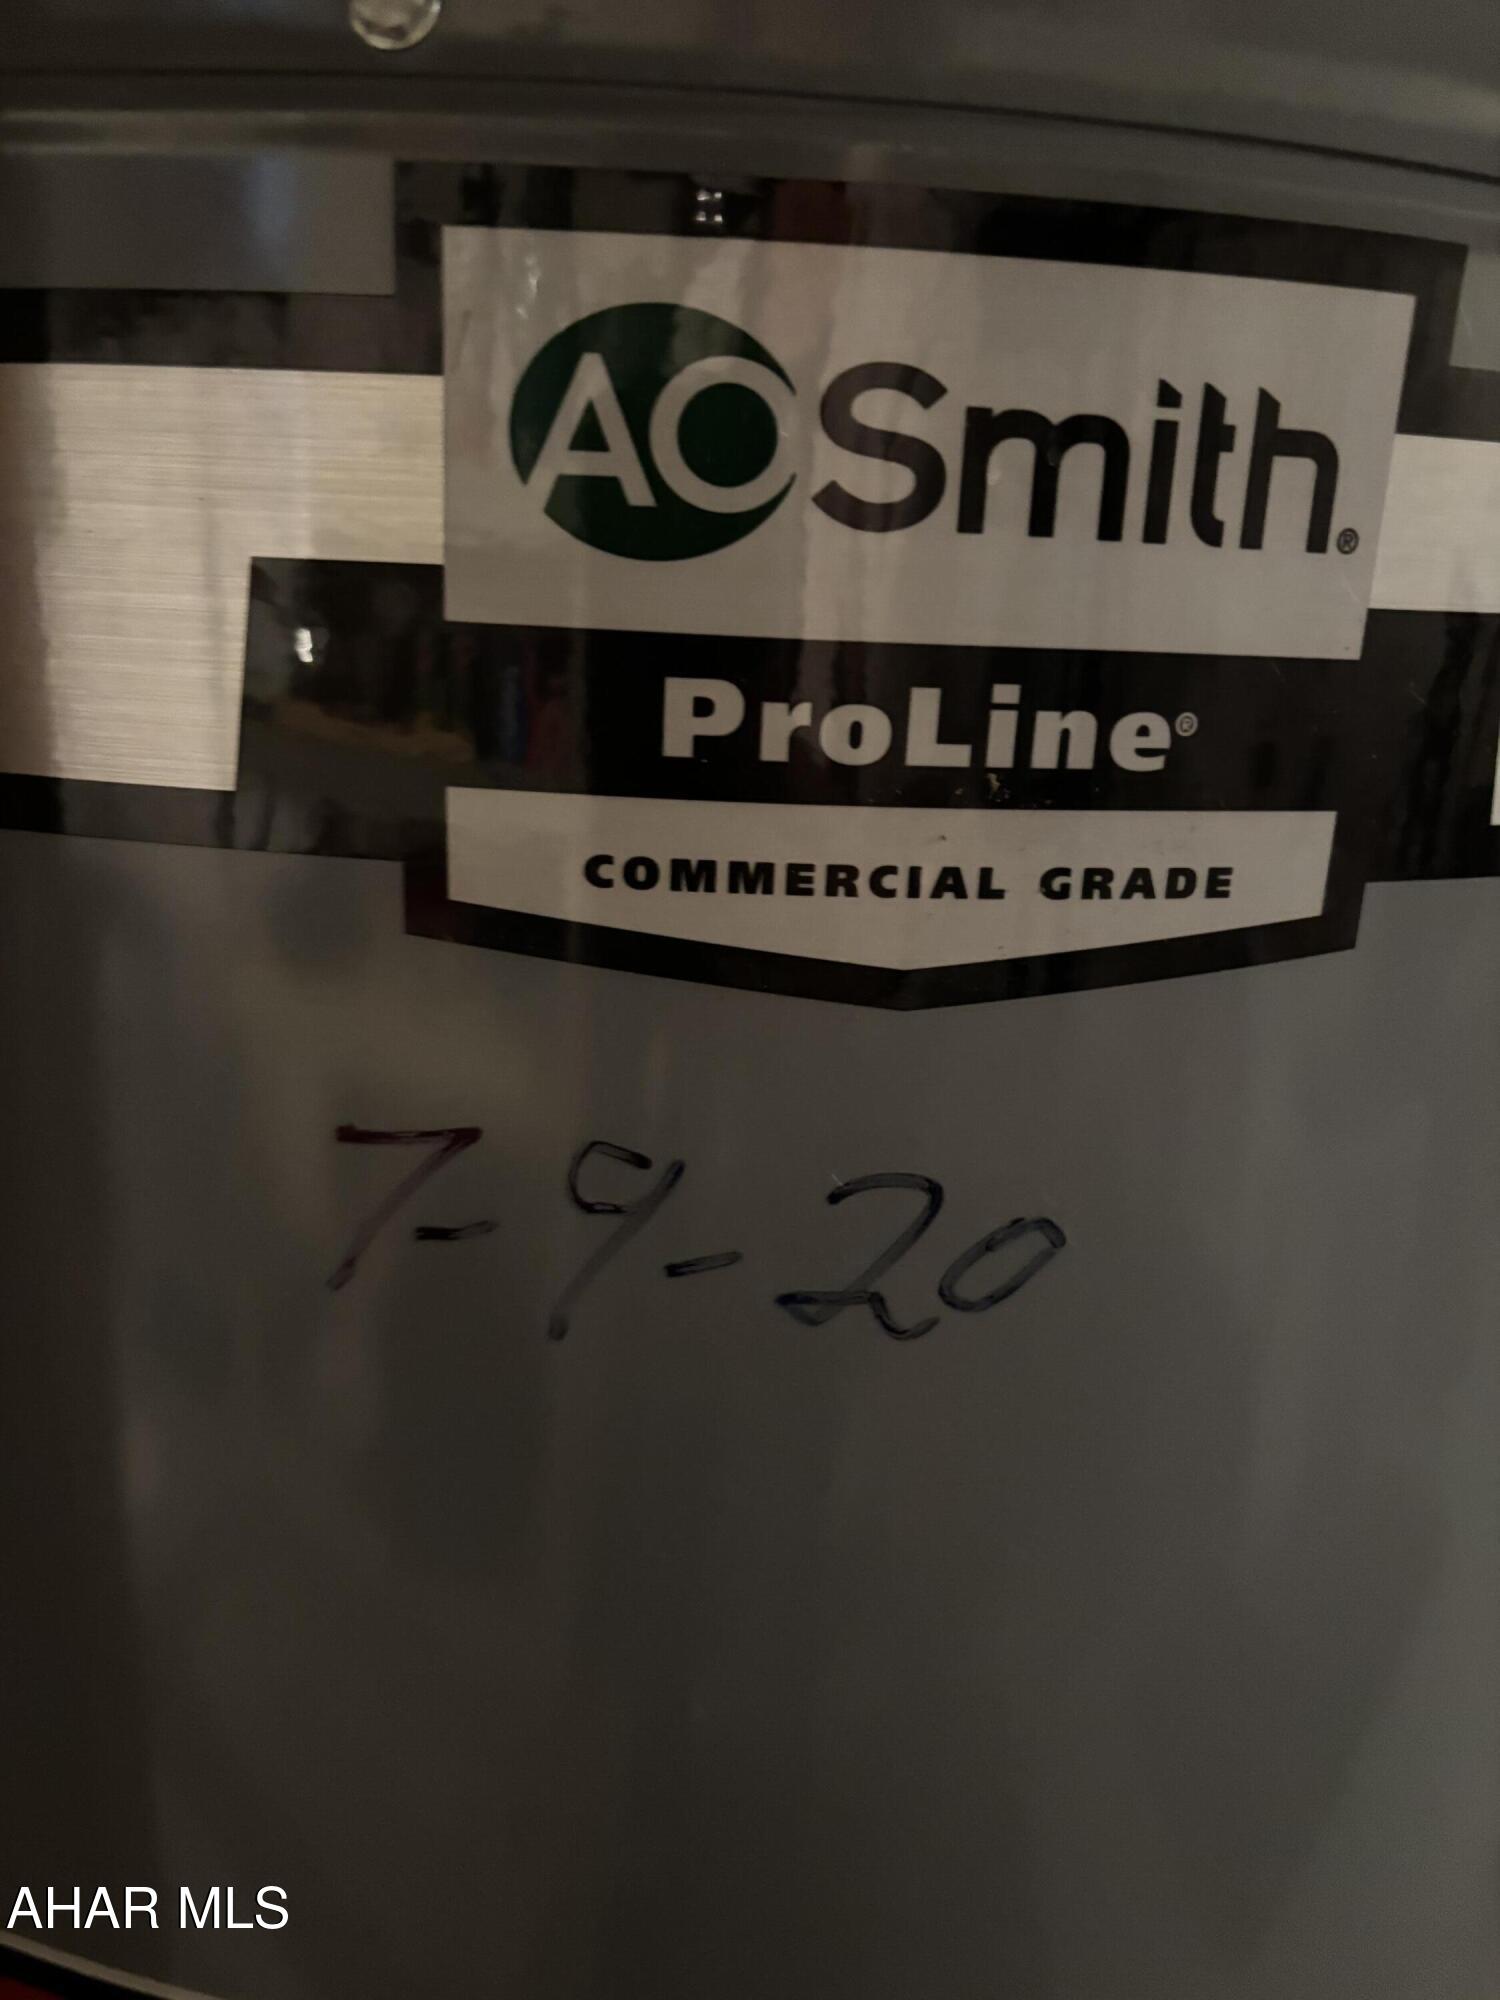 AOSmith®
ProLine®
COMMERCIAL GRADE
7-9-20
AHAR MLS